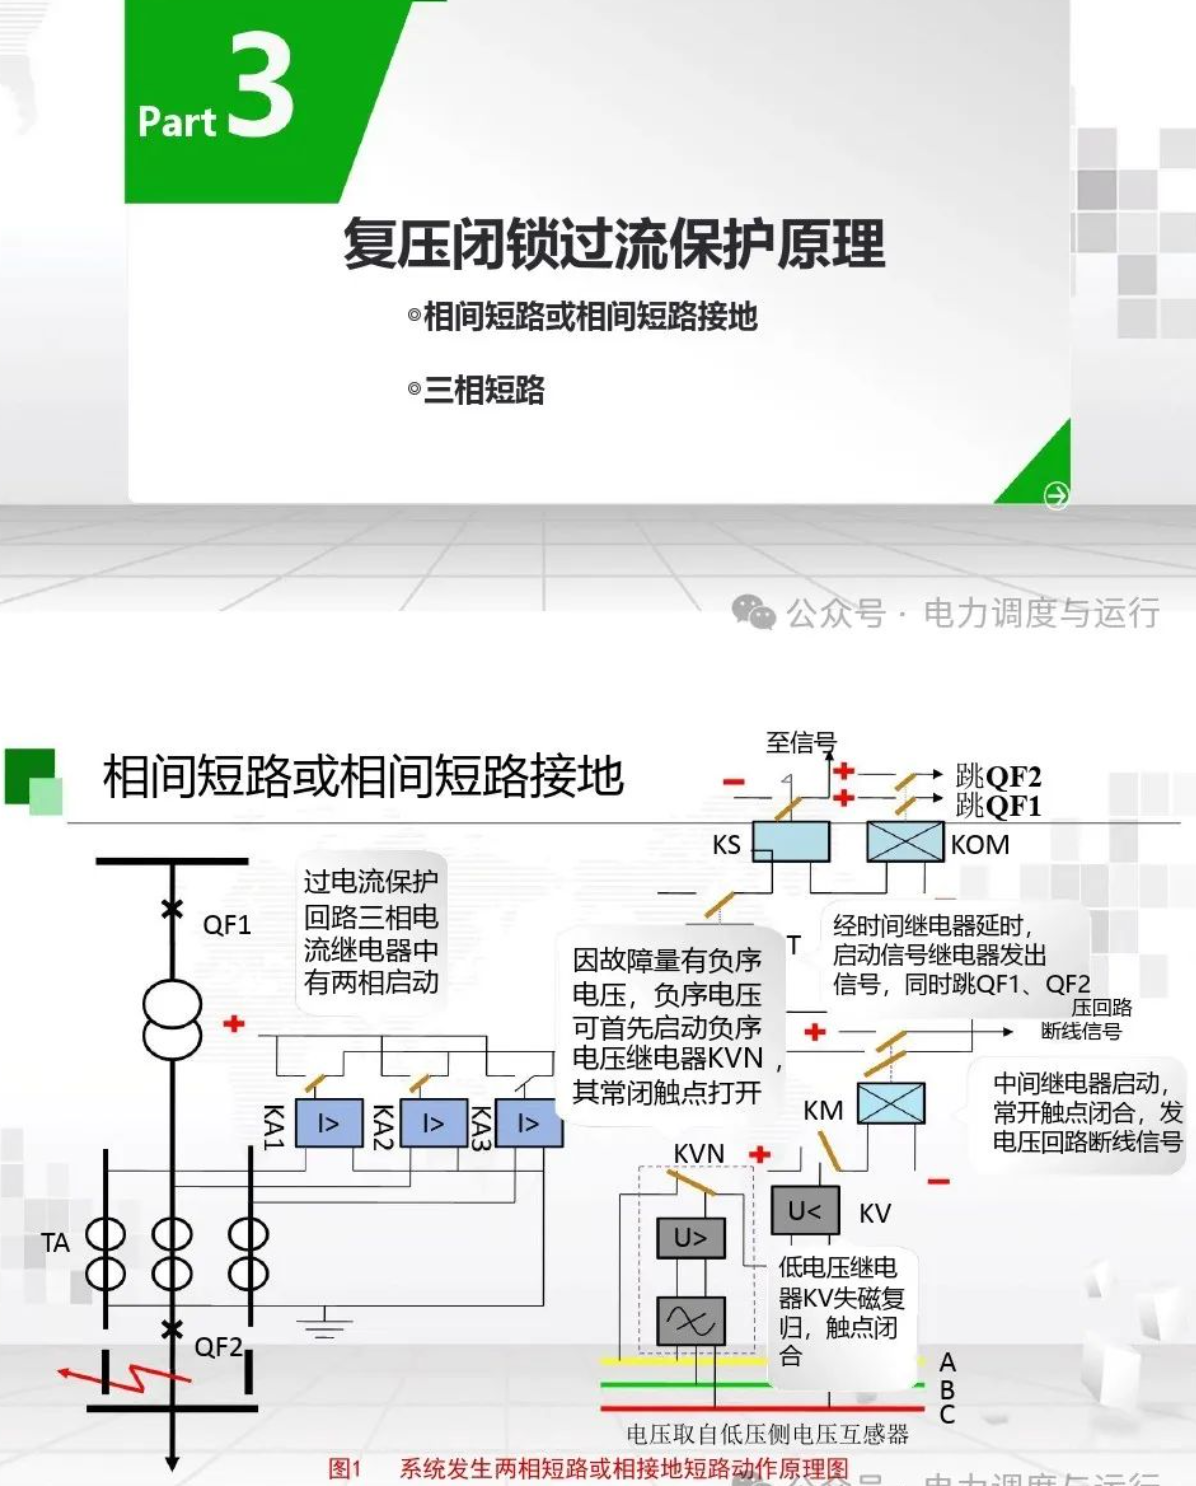 Part 3
复压闭锁过流保护原理
◎相间短路或相间短路接地
◎三相短路
公众号 · 电力调度与运行
相间短路或相间短路接地
至信号
跳QF2
跳QF1
KS
KOM
过电流保护
回路三相电
流继电器中
有两相启动
QF1
因故障量有负序
电压，负序电压
可首先启动负序
电压继电器KVN，
其常闭触点打开
T
经时间继电器延时，
启动信号继电器发出
信号，同时跳QF1、QF2
压回路
断线信号
中间继电器启动，
常开触点闭合，发
电压回路断线信号
KM
KA1
I>
KA2
I>
KA3
I>
KVN
U<
KV
TA
U>
低电压继电
器KV失磁复
归，触点闭
合
QF2
A
B
C
电压取自低压侧电压互感器
图1 系统发生两相短路或相接地短路动作原理图